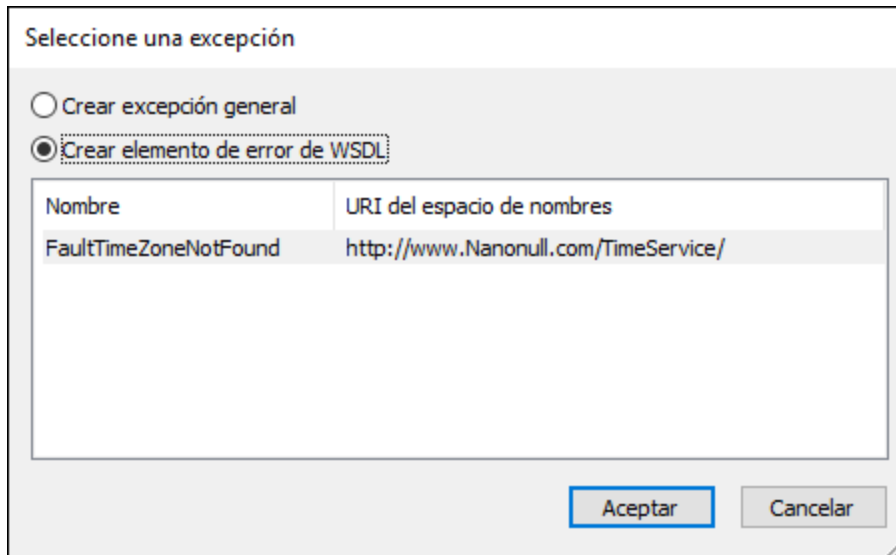 Seleccione una excepción
Crear excepción general
Crear elemento de error de WSDL
Nombre URI del espacio de nombres
FaultTimeZoneNotFound http://www.Nanonull.com/TimeService/
Aceptar Cancelar